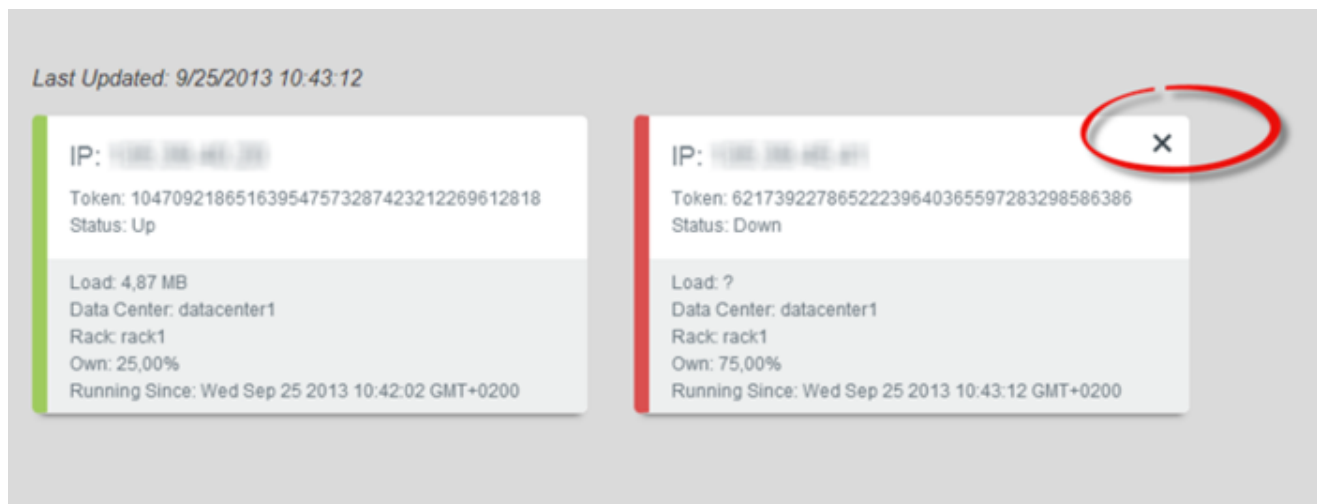 Last Updated: 9/25/2013 10:43:12
IP:
Token: 104709218651639547573287423212269612818
Status: Up
Load: 4,87 MB
Data Center: datacenter1
Rack: rack1
Own: 25,00%
Running Since: Wed Sep 25 2013 10:42:02 GMT+0200
IP:
Token: 62173922786522239640365597283298586386
Status: Down
Load: ?
Data Center: datacenter1
Rack: rack1
Own: 75,00%
Running Since: Wed Sep 25 2013 10:43:12 GMT+0200